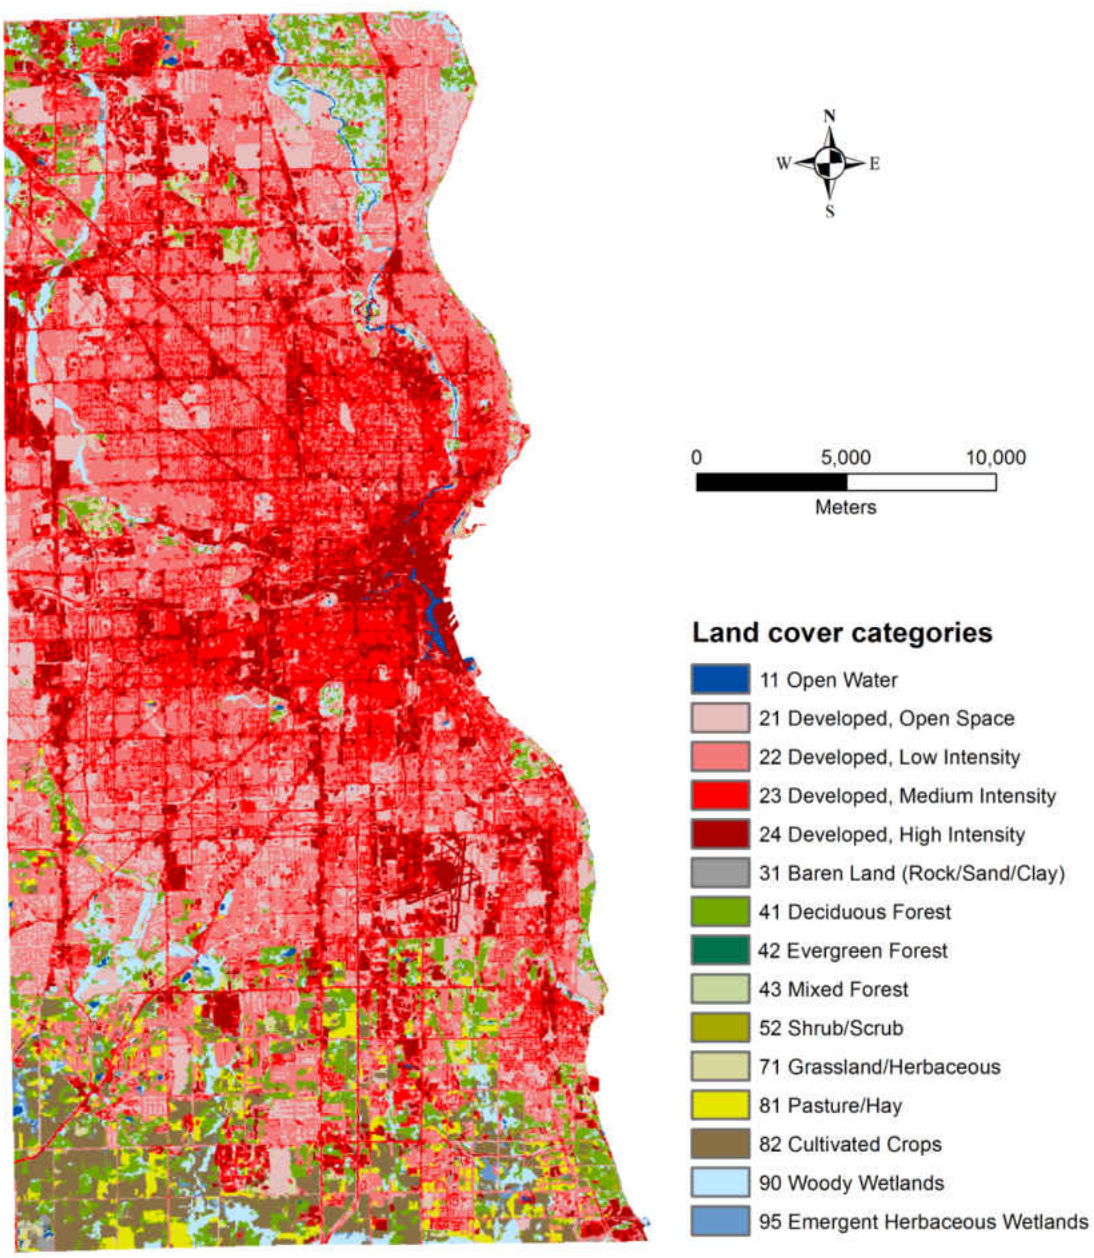 N
W E
S
0 5,000 10,000
Meters
Land cover categories
11 Open Water
21 Developed, Open Space
22 Developed, Low Intensity
23 Developed, Medium Intensity
24 Developed, High Intensity
31 Baren Land (Rock/Sand/Clay)
41 Deciduous Forest
42 Evergreen Forest
43 Mixed Forest
52 Shrub/Scrub
71 Grassland/Herbaceous
81 Pasture/Hay
82 Cultivated Crops
90 Woody Wetlands
95 Emergent Herbaceous Wetlands